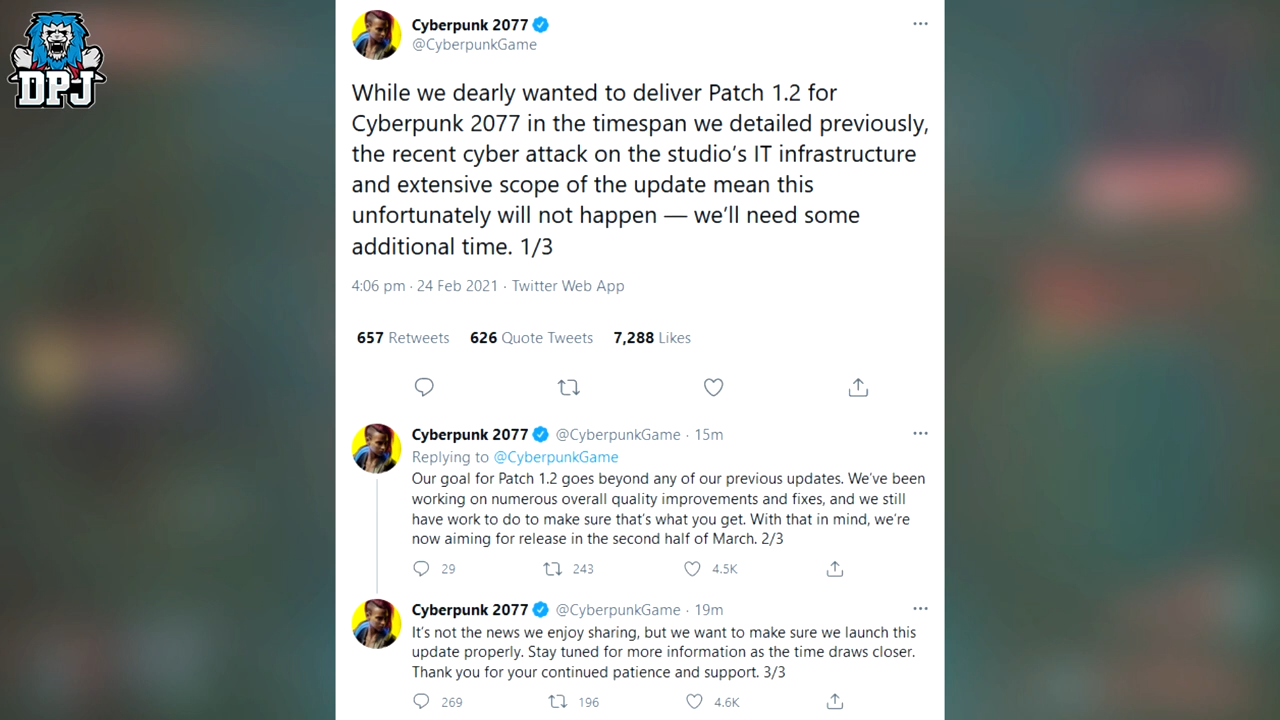 DPJ
Cyberpunk 2077
@CyberpunkGame
While we dearly wanted to deliver Patch 1.2 for
Cyberpunk 2077 in the timespan we detailed previously,
the recent cyber attack on the studio’s IT infrastructure
and extensive scope of the update mean this
unfortunately will not happen — we’ll need some
additional time. 1/3
4:06 pm · 24 Feb 2021 · Twitter Web App
657 Retweets 626 Quote Tweets 7,288 Likes
Cyberpunk 2077 @CyberpunkGame · 15m
Replying to @CyberpunkGame
Our goal for Patch 1.2 goes beyond any of our previous updates. We’ve been
working on numerous overall quality improvements and fixes, and we still
have work to do to make sure that’s what you get. With that in mind, we’re
now aiming for release in the second half of March. 2/3
29 243 4.5K
Cyberpunk 2077 @CyberpunkGame · 19m
It’s not the news we enjoy sharing, but we want to make sure we launch this
update properly. Stay tuned for more information as the time draws closer.
Thank you for your continued patience and support. 3/3
269 196 4.6K